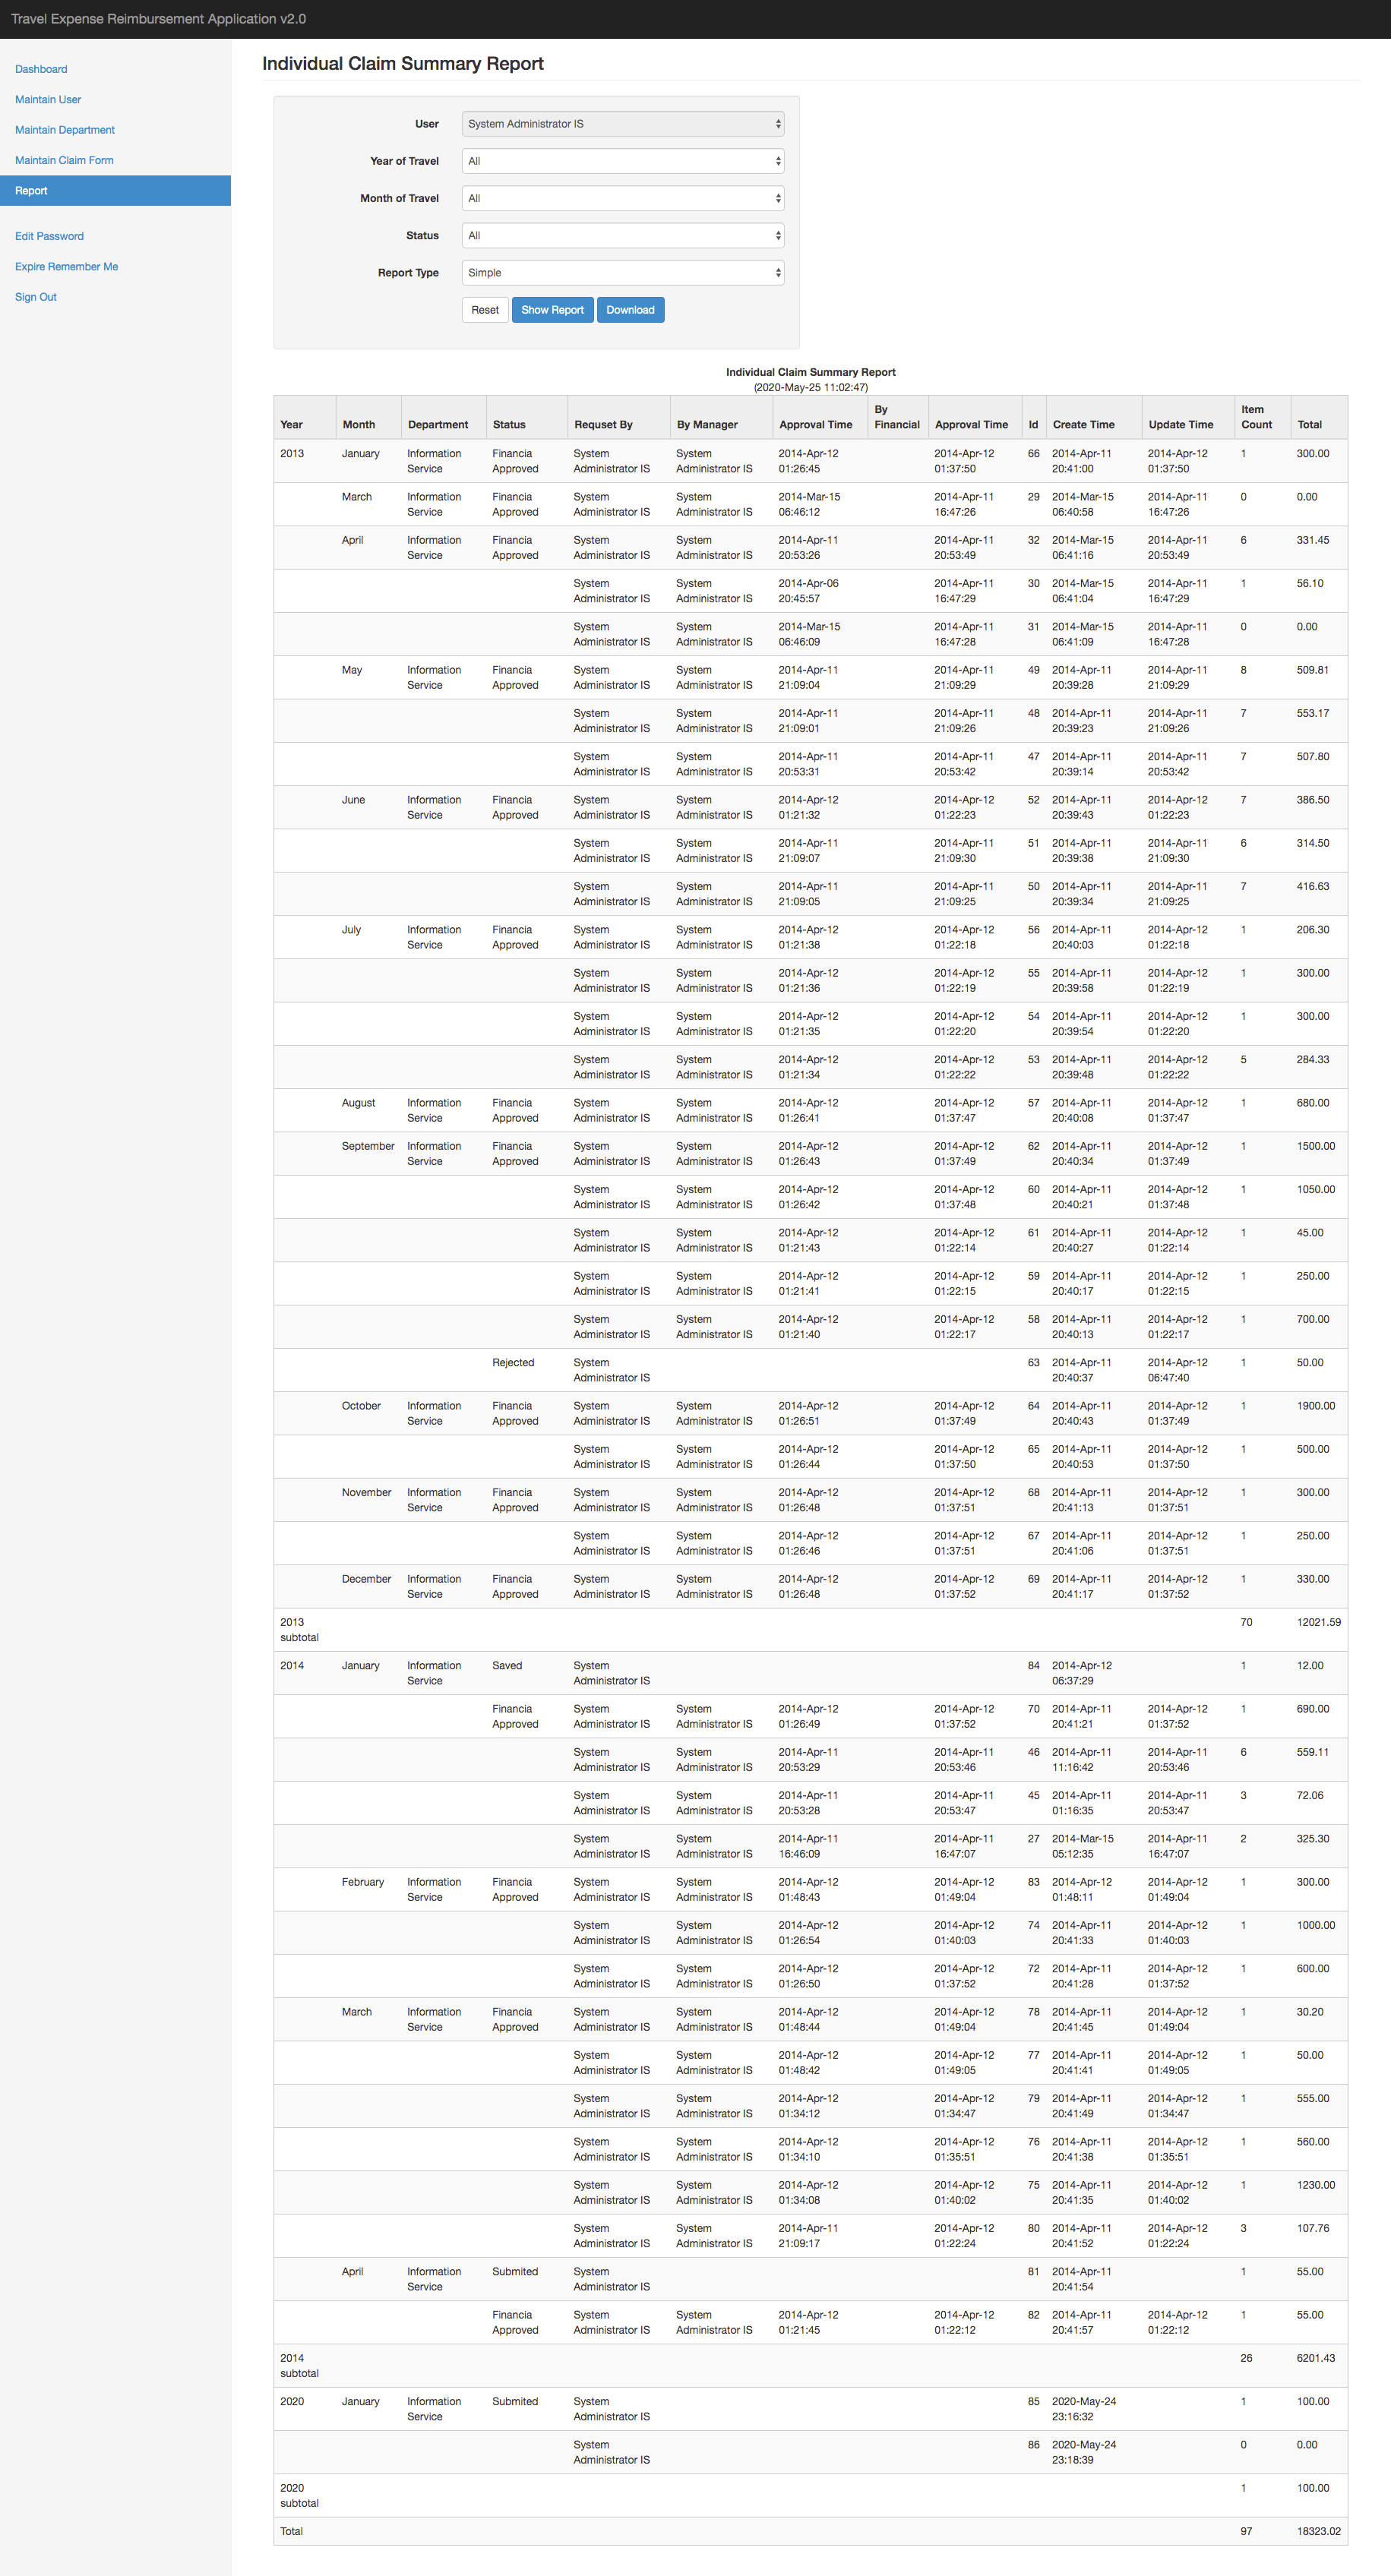 Travel Expense Reimbursement Application v2.0
Dashboard
Maintain User
Maintain Department
Maintain Claim Form
Report
Edit Password
Expire Remember Me
Sign Out
Individual Claim Summary Report
User System Administrator IS
Year of Travel All
Month of Travel All
Status All
Report Type Simple
Reset Show Report Download
Individual Claim Summary Report
(2020-May-25 11:02:47)
By Item
Year Month Department Status Requset By By Manager Approval Time Financial Approval Time Id Create Time Update Time Count Total
2013 January Information Financia System System 2014-Apr-12 2014-Apr-12 66 2014-Apr-11 2014-Apr-12 1 300.00
Service Approved Administrator IS Administrator IS 01:26:45 01:37:50 20:41:00 01:37:50
March Information Financia System System 2014-Mar-15 2014-Apr-11 29 2014-Mar-15 2014-Apr-11 0 0.00
Service Approved Administrator IS Administrator IS 06:46:12 16:47:26 06:40:58 16:47:26
April Information Financia System System 2014-Apr-11 2014-Apr-11 32 2014-Mar-15 2014-Apr-11 6 331.45
Service Approved Administrator IS Administrator IS 20:53:26 20:53:49 06:41:16 20:53:49
System System 2014-Apr-06 2014-Apr-11 30 2014-Mar-15 2014-Apr-11 1 56.10
Administrator IS Administrator IS 20:45:57 16:47:29 06:41:04 16:47:29
System System 2014-Mar-15 2014-Apr-11 31 2014-Mar-15 2014-Apr-11 0 0.00
Administrator IS Administrator IS 06:46:09 16:47:28 06:41:09 16:47:28
May Information Financia System System 2014-Apr-11 2014-Apr-11 49 2014-Apr-11 2014-Apr-11 8 509.81
Service Approved Administrator IS Administrator IS 21:09:04 21:09:29 20:39:28 21:09:29
System System 2014-Apr-11 2014-Apr-11 48 2014-Apr-11 2014-Apr-11 7 553.17
Administrator IS Administrator IS 21:09:01 21:09:26 20:39:23 21:09:26
System System 2014-Apr-11 2014-Apr-11 47 2014-Apr-11 2014-Apr-11 7 507.80
Administrator IS Administrator IS 20:53:31 20:53:42 20:39:14 20:53:42
June Information Financia System System 2014-Apr-12 2014-Apr-12 52 2014-Apr-11 2014-Apr-12 7 386.50
Service Approved Administrator IS Administrator IS 01:21:32 01:22:23 20:39:43 01:22:23
System System 2014-Apr-11 2014-Apr-11 51 2014-Apr-11 2014-Apr-11 6 314.50
Administrator IS Administrator IS 21:09:07 21:09:30 20:39:38 21:09:30
System System 2014-Apr-11 2014-Apr-11 50 2014-Apr-11 2014-Apr-11 7 416.63
Administrator IS Administrator IS 21:09:05 21:09:25 20:39:34 21:09:25
July Information Financia System System 2014-Apr-12 2014-Apr-12 56 2014-Apr-11 2014-Apr-12 1 206.30
Service Approved Administrator IS Administrator IS 01:21:38 01:22:18 20:40:03 01:22:18
System System 2014-Apr-12 2014-Apr-12 55 2014-Apr-11 2014-Apr-12 1 300.00
Administrator IS Administrator IS 01:21:36 01:22:19 20:39:58 01:22:19
System System 2014-Apr-12 2014-Apr-12 54 2014-Apr-11 2014-Apr-12 1 300.00
Administrator IS Administrator IS 01:21:35 01:22:20 20:39:54 01:22:20
System System 2014-Apr-12 2014-Apr-12 53 2014-Apr-11 2014-Apr-12 5 284.33
Administrator IS Administrator IS 01:21:34 01:22:22 20:39:48 01:22:22
August Information Financia System System 2014-Apr-12 2014-Apr-12 57 2014-Apr-11 2014-Apr-12 1 680.00
Service Approved Administrator IS Administrator IS 01:26:41 01:37:47 20:40:08 01:37:47
September Information Financia System System 2014-Apr-12 2014-Apr-12 62 2014-Apr-11 2014-Apr-12 1 1500.00
Service Approved Administrator IS Administrator IS 01:26:43 01:37:49 20:40:34 01:37:49
System System 2014-Apr-12 2014-Apr-12 60 2014-Apr-11 2014-Apr-12 1 1050.00
Administrator IS Administrator IS 01:26:42 01:37:48 20:40:21 01:37:48
System System 2014-Apr-12 2014-Apr-12 61 2014-Apr-11 2014-Apr-12 1 45.00
Administrator IS Administrator IS 01:21:43 01:22:14 20:40:27 01:22:14
System System 2014-Apr-12 2014-Apr-12 59 2014-Apr-11 2014-Apr-12 1 250.00
Administrator IS Administrator IS 01:21:41 01:22:15 20:40:17 01:22:15
System System 2014-Apr-12 2014-Apr-12 58 2014-Apr-11 2014-Apr-12 1 700.00
Administrator IS Administrator IS 01:21:40 01:22:17 20:40:13 01:22:17
Rejected System 63 2014-Apr-11 2014-Apr-12 1 50.00
Administrator IS 20:40:37 06:47:40
October Information Financia System System 2014-Apr-12 2014-Apr-12 64 2014-Apr-11 2014-Apr-12 1 1900.00
Service Approved Administrator IS Administrator IS 01:26:51 01:37:49 20:40:43 01:37:49
System System 2014-Apr-12 2014-Apr-12 65 2014-Apr-11 2014-Apr-12 1 500.00
Administrator IS Administrator IS 01:26:44 01:37:50 20:40:53 01:37:50
November Information Financia System System 2014-Apr-12 2014-Apr-12 68 2014-Apr-11 2014-Apr-12 1 300.00
Service Approved Administrator IS Administrator IS 01:26:48 01:37:51 20:41:13 01:37:51
System System 2014-Apr-12 2014-Apr-12 67 2014-Apr-11 2014-Apr-12 1 250.00
Administrator IS Administrator IS 01:26:46 01:37:51 20:41:06 01:37:51
December Information Financia System System 2014-Apr-12 2014-Apr-12 69 2014-Apr-11 2014-Apr-12 1 330.00
Service Approved Administrator IS Administrator IS 01:26:48 01:37:52 20:41:17 01:37:52
2013 70 12021.59
subtotal
2014 January Information Saved System 84 2014-Apr-12 1 12.00
Service Administrator IS 06:37:29
Financia System System 2014-Apr-12 2014-Apr-12 70 2014-Apr-11 2014-Apr-12 1 690.00
Approved Administrator IS Administrator IS 01:26:49 01:37:52 20:41:21 01:37:52
System System 2014-Apr-11 2014-Apr-11 46 2014-Apr-11 2014-Apr-11 6 559.11
Administrator IS Administrator IS 20:53:29 20:53:46 11:16:42 20:53:46
System System 2014-Apr-11 2014-Apr-11 45 2014-Apr-11 2014-Apr-11 3 72.06
Administrator IS Administrator IS 20:53:28 20:53:47 01:16:35 20:53:47
System System 2014-Apr-11 2014-Apr-11 27 2014-Mar-15 2014-Apr-11 2 325.30
Administrator IS Administrator IS 16:46:09 16:47:07 05:12:35 16:47:07
February Information Financia System System 2014-Apr-12 2014-Apr-12 83 2014-Apr-12 2014-Apr-12 1 300.00
Service Approved Administrator IS Administrator IS 01:48:43 01:49:04 01:48:11 01:49:04
System System 2014-Apr-12 2014-Apr-12 74 2014-Apr-11 2014-Apr-12 1 1000.00
Administrator IS Administrator IS 01:26:54 01:40:03 20:41:33 01:40:03
System System 2014-Apr-12 2014-Apr-12 72 2014-Apr-11 2014-Apr-12 1 600.00
Administrator IS Administrator IS 01:26:50 01:37:52 20:41:28 01:37:52
March Information Financia System System 2014-Apr-12 2014-Apr-12 78 2014-Apr-11 2014-Apr-12 1 30.20
Service Approved Administrator IS Administrator IS 01:48:44 01:49:04 20:41:45 01:49:04
System System 2014-Apr-12 2014-Apr-12 77 2014-Apr-11 2014-Apr-12 1 50.00
Administrator IS Administrator IS 01:48:42 01:49:05 20:41:41 01:49:05
System System 2014-Apr-12 2014-Apr-12 79 2014-Apr-11 2014-Apr-12 1 555.00
Administrator IS Administrator IS 01:34:12 01:34:47 20:41:49 01:34:47
System System 2014-Apr-12 2014-Apr-12 76 2014-Apr-11 2014-Apr-12 1 560.00
Administrator IS Administrator IS 01:34:10 01:35:51 20:41:38 01:35:51
System System 2014-Apr-12 2014-Apr-12 75 2014-Apr-11 2014-Apr-12 1 1230.00
Administrator IS Administrator IS 01:34:08 01:40:02 20:41:35 01:40:02
System System 2014-Apr-11 2014-Apr-12 80 2014-Apr-11 2014-Apr-12 3 107.76
Administrator IS Administrator IS 21:09:17 01:22:24 20:41:52 01:22:24
April Information Submited System 81 2014-Apr-11 1 55.00
Service Administrator IS 20:41:54
Financia System System 2014-Apr-12 2014-Apr-12 82 2014-Apr-11 2014-Apr-12 1 55.00
Approved Administrator IS Administrator IS 01:21:45 01:22:12 20:41:57 01:22:12
2014 26 6201.43
subtotal
2020 January Information Submited System 85 2020-May-24 1 100.00
Service Administrator IS 23:16:32
System 86 2020-May-24 0 0.00
Administrator IS 23:18:39
2020 1 100.00
subtotal
Total 97 18323.02